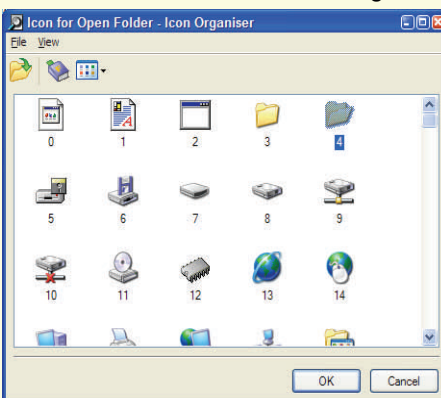 Icon for Open Folder - Icon Organiser
File View
0 1 2 3 4
5 6 7 8 9
10 11 12 13 14
OK Cancel